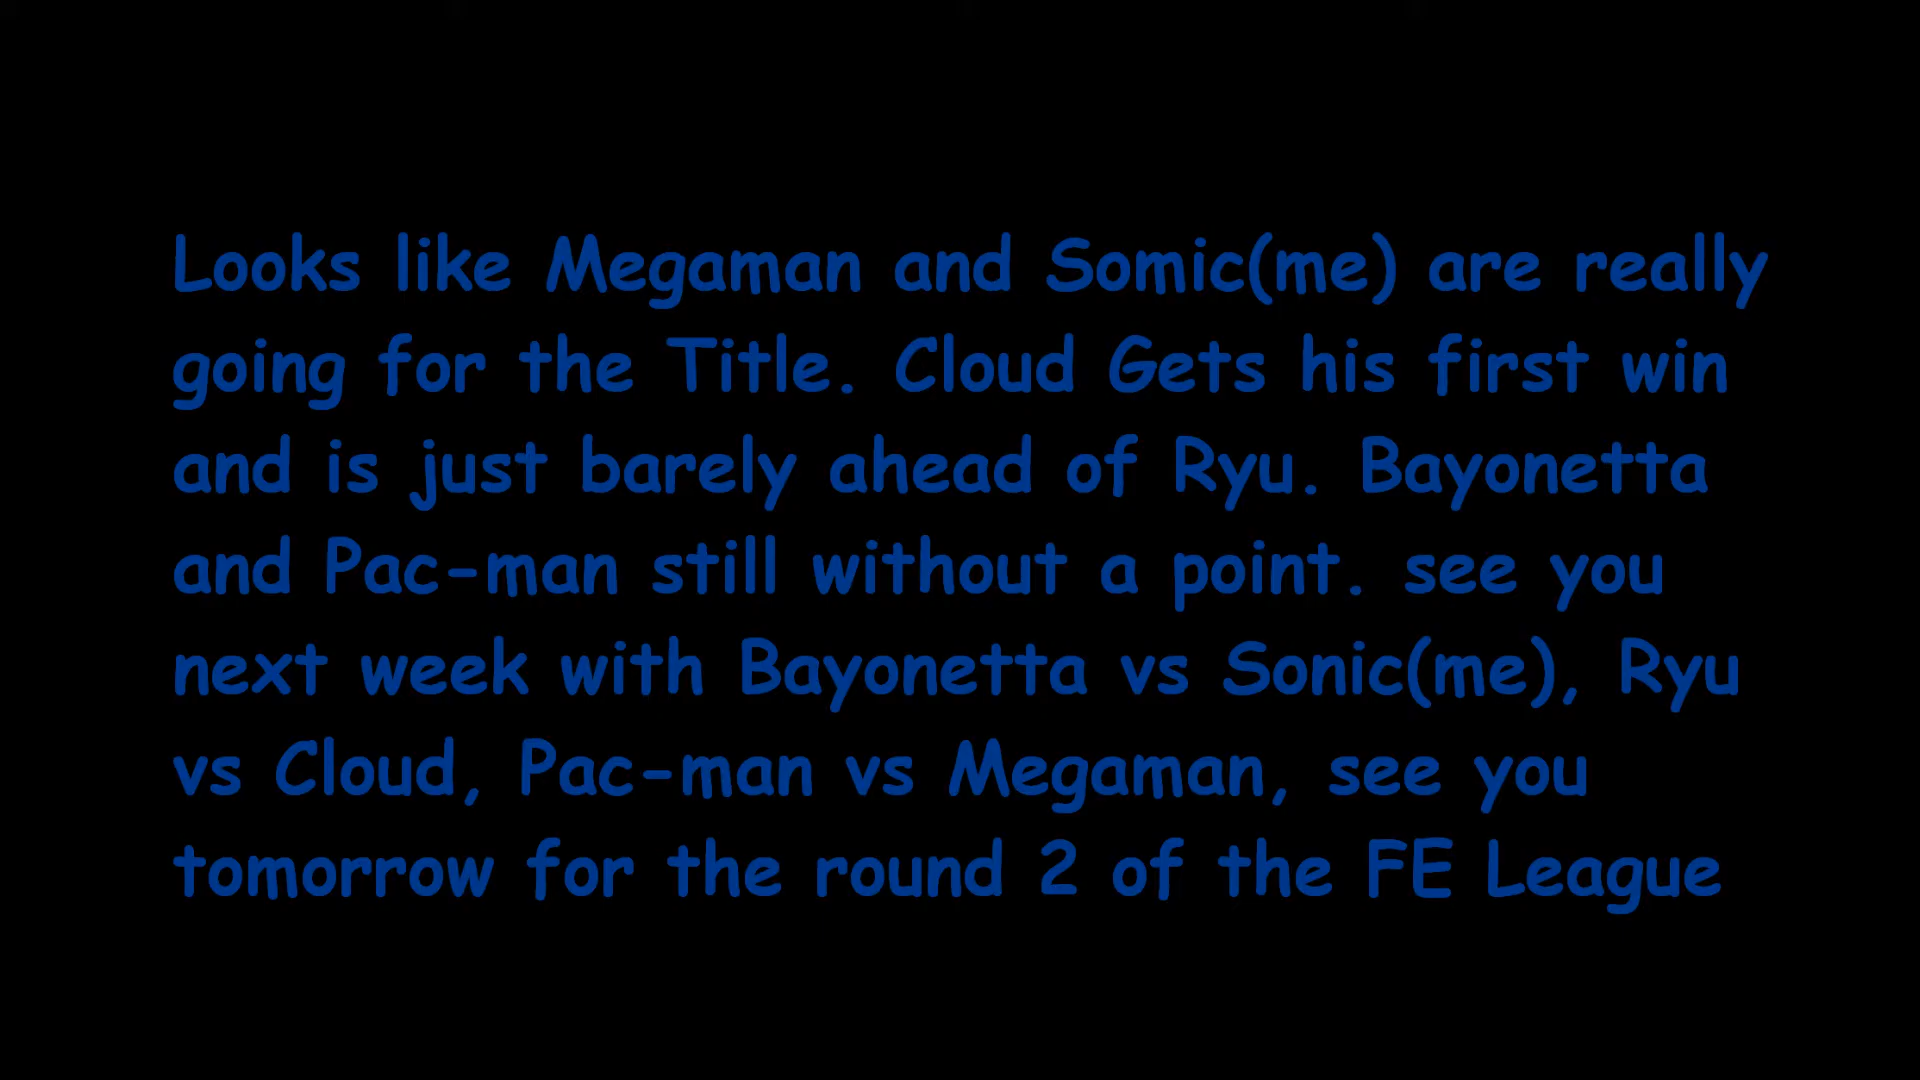 Looks like Megaman and Somic(me) are really
going for the Title. Cloud Gets his first win
and is just barely ahead of Ryu. Bayonetta
and Pac-man still without a point. see you
next week with Bayonetta vs Sonic(me), Ryu
vs Cloud, Pac-man vs Megaman, see you
tomorrow for the round 2 of the FE League